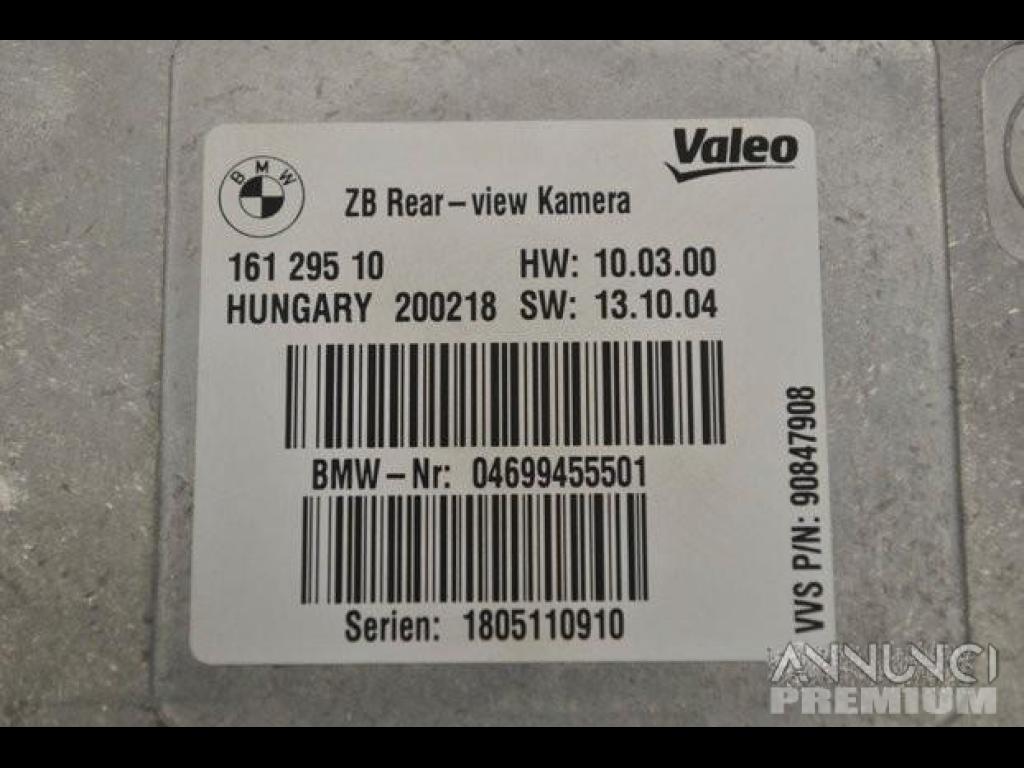 BMW
Valeo
ZB Rear-view Kamera
161 295 10 HW: 10.03.00
HUNGARY 200218 SW: 13.10.04
BMW-Nr: 04699455501
Serien: 1805110910
VVS P/N: 90847908
ANNUNCI
PREMIUM